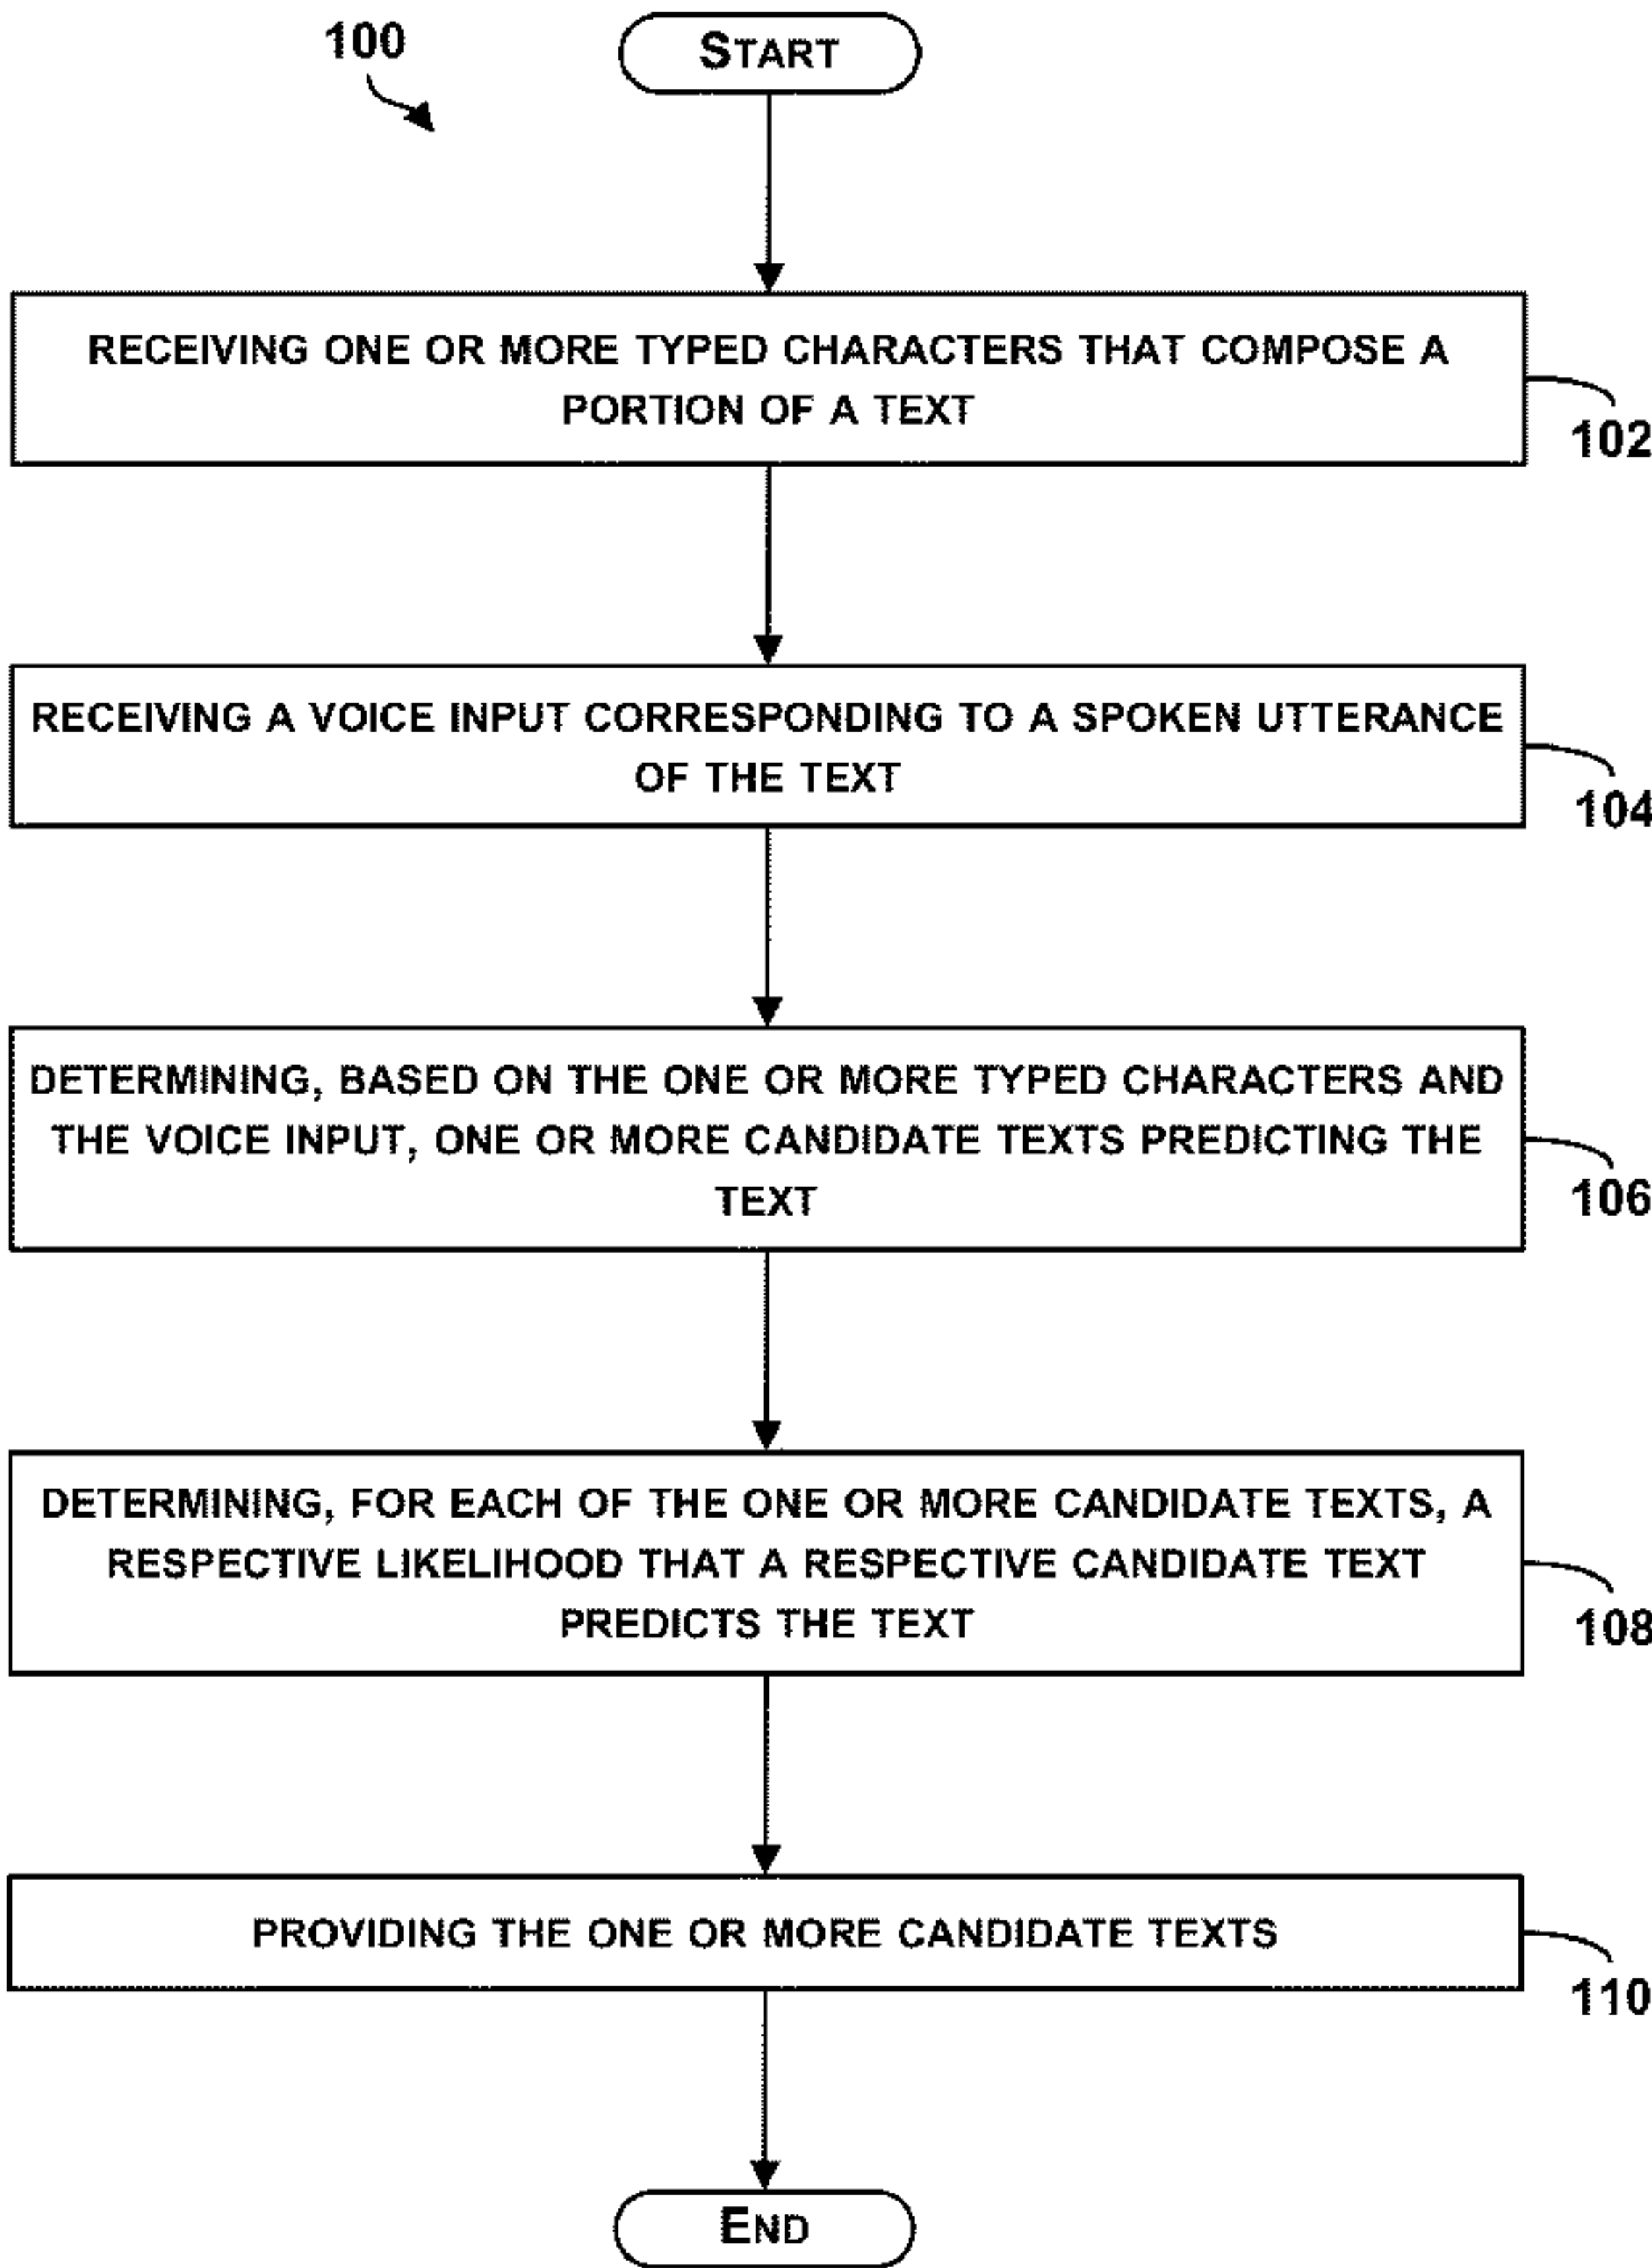 100
START
RECEIVING ONE OR MORE TYPED CHARACTERS THAT COMPOSE A
PORTION OF A TEXT
102
RECEIVING A VOICE INPUT CORRESPONDING TO A SPOKEN UTTERANCE
OF THE TEXT
104
DETERMINING, BASED ON THE ONE OR MORE TYPED CHARACTERS AND
THE VOICE INPUT, ONE OR MORE CANDIDATE TEXTS PREDICTING THE
TEXT
106
DETERMINING, FOR EACH OF THE ONE OR MORE CANDIDATE TEXTS, A
RESPECTIVE LIKELIHOOD THAT A RESPECTIVE CANDIDATE TEXT
PREDICTS THE TEXT
108
PROVIDING THE ONE OR MORE CANDIDATE TEXTS
110
END